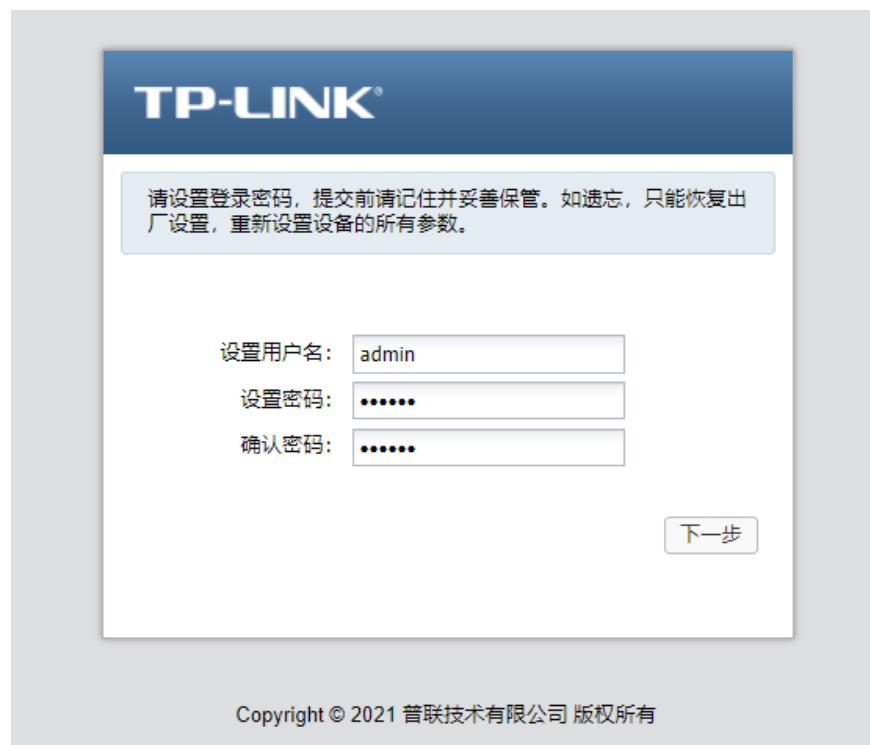 TP-LINK®
请设置登录密码，提交前请记住并妥善保管。如遗忘，只能恢复出
厂设置，重新设置设备的所有参数。
设置用户名： admin
设置密码： ••••••
确认密码： ••••••
下一步
Copyright © 2021 普联技术有限公司 版权所有